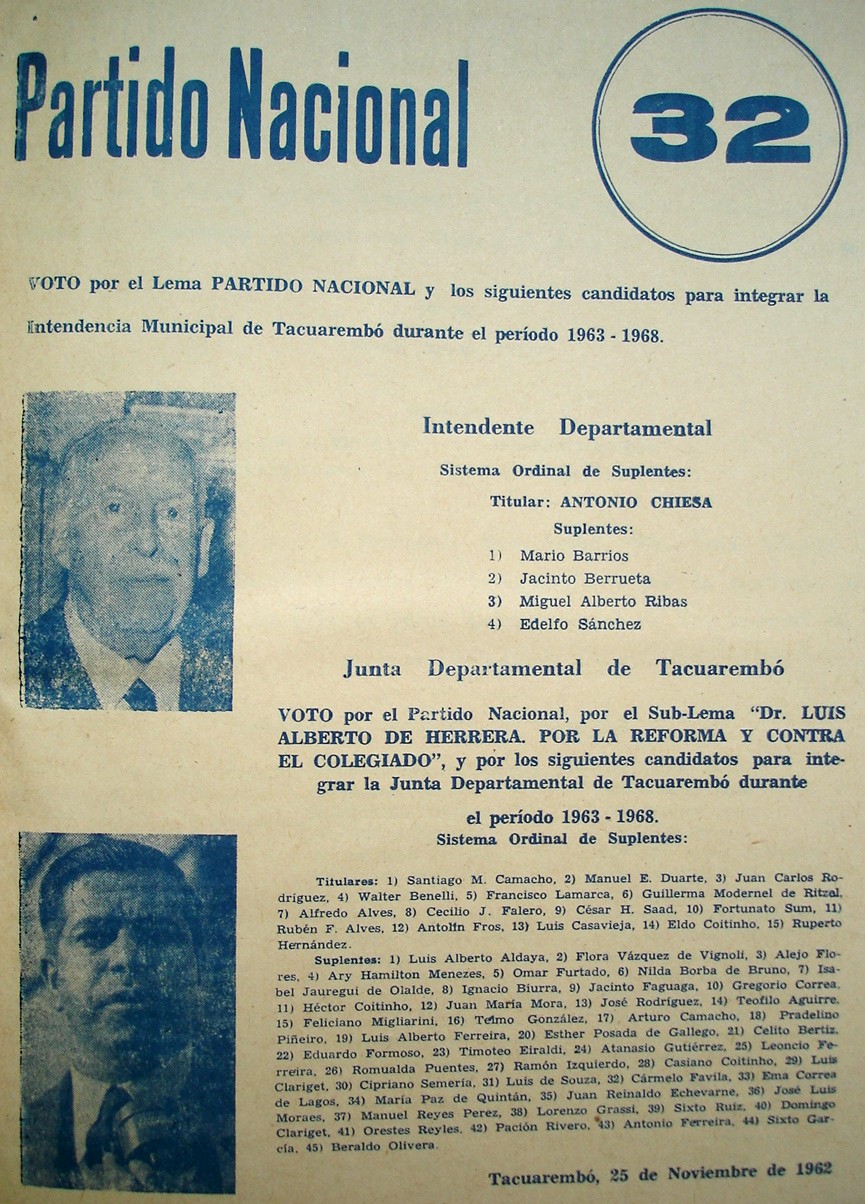 Partido Nacional
32
VOTO por el Lema PARTIDO NACIONAL y los siguientes candidatos para integrar la
Intendencia Municipal de Tacuarembó durante el período 1963 - 1968.
Intendente Departamental
Sistema Ordinal de Suplentes:
Titular: ANTONIO CHIESA
Suplentes:
1) Mario Barrios
2) Jacinto Berrueta
3) Miguel Alberto Ribas
4) Edelfo Sánchez
Junta Departamental de Tacuarembó
VOTO por el Partido Nacional, por el Sub-Lema “Dr. LUIS
ALBERTO DE HERRERA. POR LA REFORMA Y CONTRA
EL COLEGIADO”, y por los siguientes candidatos para inte-
grar la Junta Departamental de Tacuarembó durante
el período 1963 - 1968.
Sistema Ordinal de Suplentes:
Titulares: 1) Santiago M. Camacho, 2) Manuel E. Duarte, 3) Juan Carlos Ro-
dríguez, 4) Walter Benelli, 5) Francisco Lamarca, 6) Guillerma Modernel de Ritzel,
7) Alfredo Alves, 8) Cecilio J. Falero, 9) César H. Saad, 10) Fortunato Sum, 11)
Rubén F. Alves, 12) Antolín Fros, 13) Luis Casavieja, 14) Eldo Coitinho, 15) Ruperto
Hernández.
Suplentes: 1) Luis Alberto Aldaya, 2) Flora Vázquez de Vignoli, 3) Alejo Flo-
res, 4) Ary Hamilton Menezes, 5) Omar Furtado, 6) Nilda Borba de Bruno, 7) Isa-
bel Jauregui de Olalde, 8) Ignacio Biurra, 9) Jacinto Faguaga, 10) Gregorio Correa,
11) Héctor Coitinho, 12) Juan María Mora, 13) José Rodríguez, 14) Teofilo Aguirre,
15) Feliciano Migliarini, 16) Telmo González, 17) Arturo Camacho, 18) Pradelino
Piñeiro, 19) Luis Alberto Ferreira, 20) Esther Posada de Gallego, 21) Celito Bertiz,
22) Eduardo Formoso, 23) Timoteo Eiraldi, 24) Atanasio Gutiérrez, 25) Leoncio Fe-
rreira, 26) Romualda Puentes, 27) Ramón Izquierdo, 28) Casiano Coitinho, 29) Luis
Clariget, 30) Cipriano Semería, 31) Luis de Souza, 32) Cármelo Favila, 33) Ema Correa
de Lagos, 34) María Paz de Quintán, 35) Juan Reinaldo Echevarne, 36) José Luis
Moraes, 37) Manuel Reyes Perez, 38) Lorenzo Grassi, 39) Sixto Ruiz, 40) Domingo
Clariget, 41) Orestes Reyles, 42) Pación Rivero, 43) Antonio Ferreira, 44) Sixto Gar-
cía, 45) Beraldo Olivera.
Tacuarembó, 25 de Noviembre de 1962